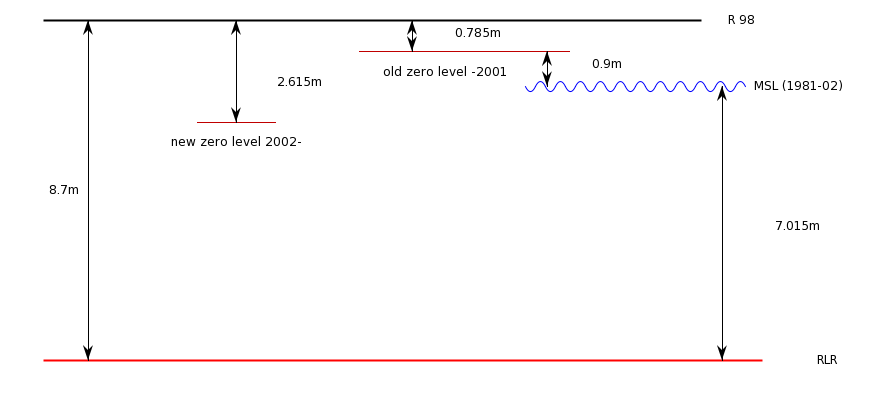 R 98
0.785m
0.9m
old zero level -2001
2.615m
MSL (1981-02)
new zero level 2002-
8.7m
7.015m
RLR